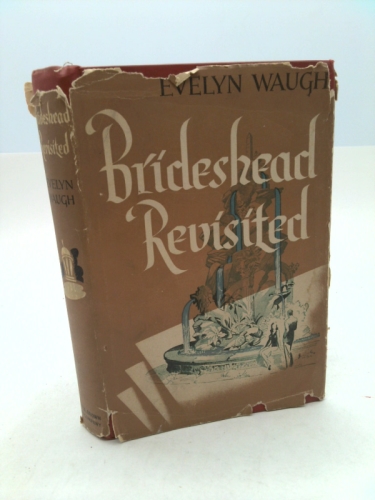 EVELYN WAUGH
Brideshead
Revisited
Brideshead
Revisited
EVELYN
WAUGH